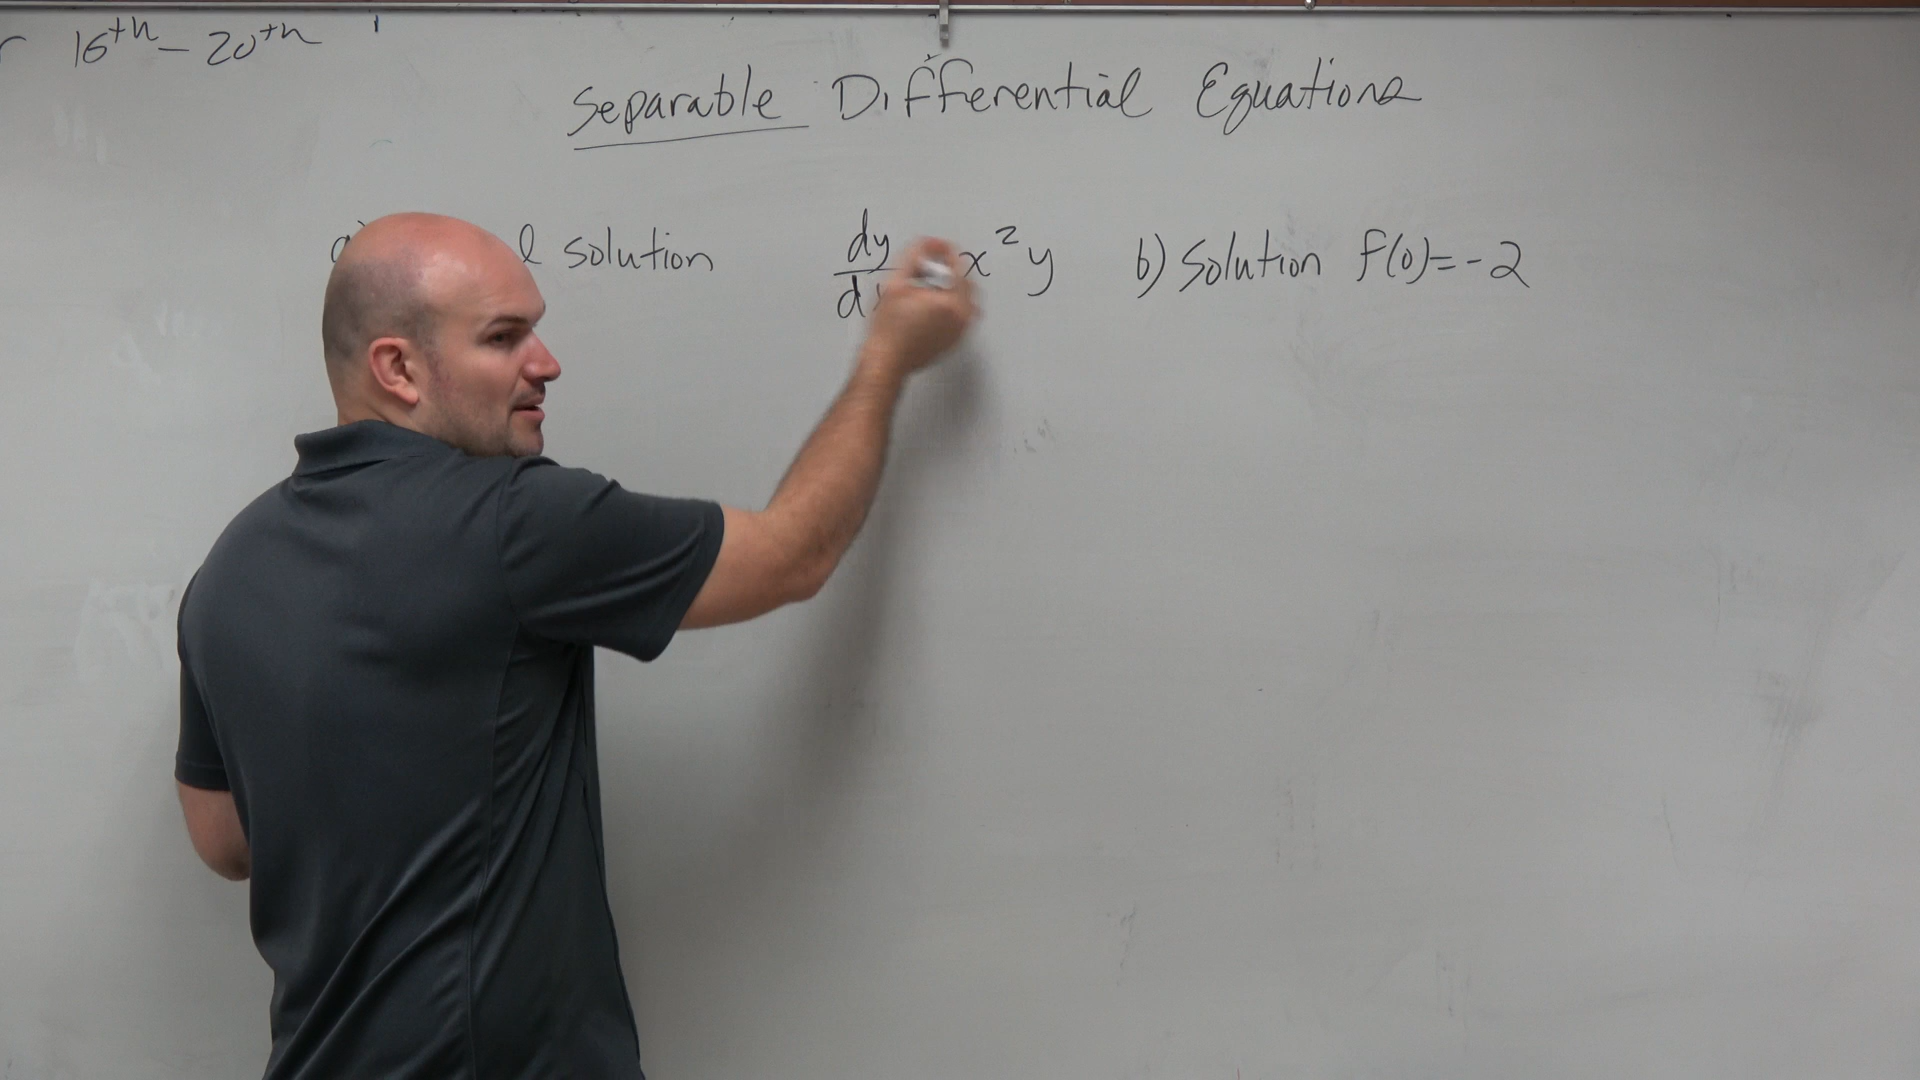 16th - 20th
Separable Differential Equations
solution dy/d x²y b) Solution f(0)=-2